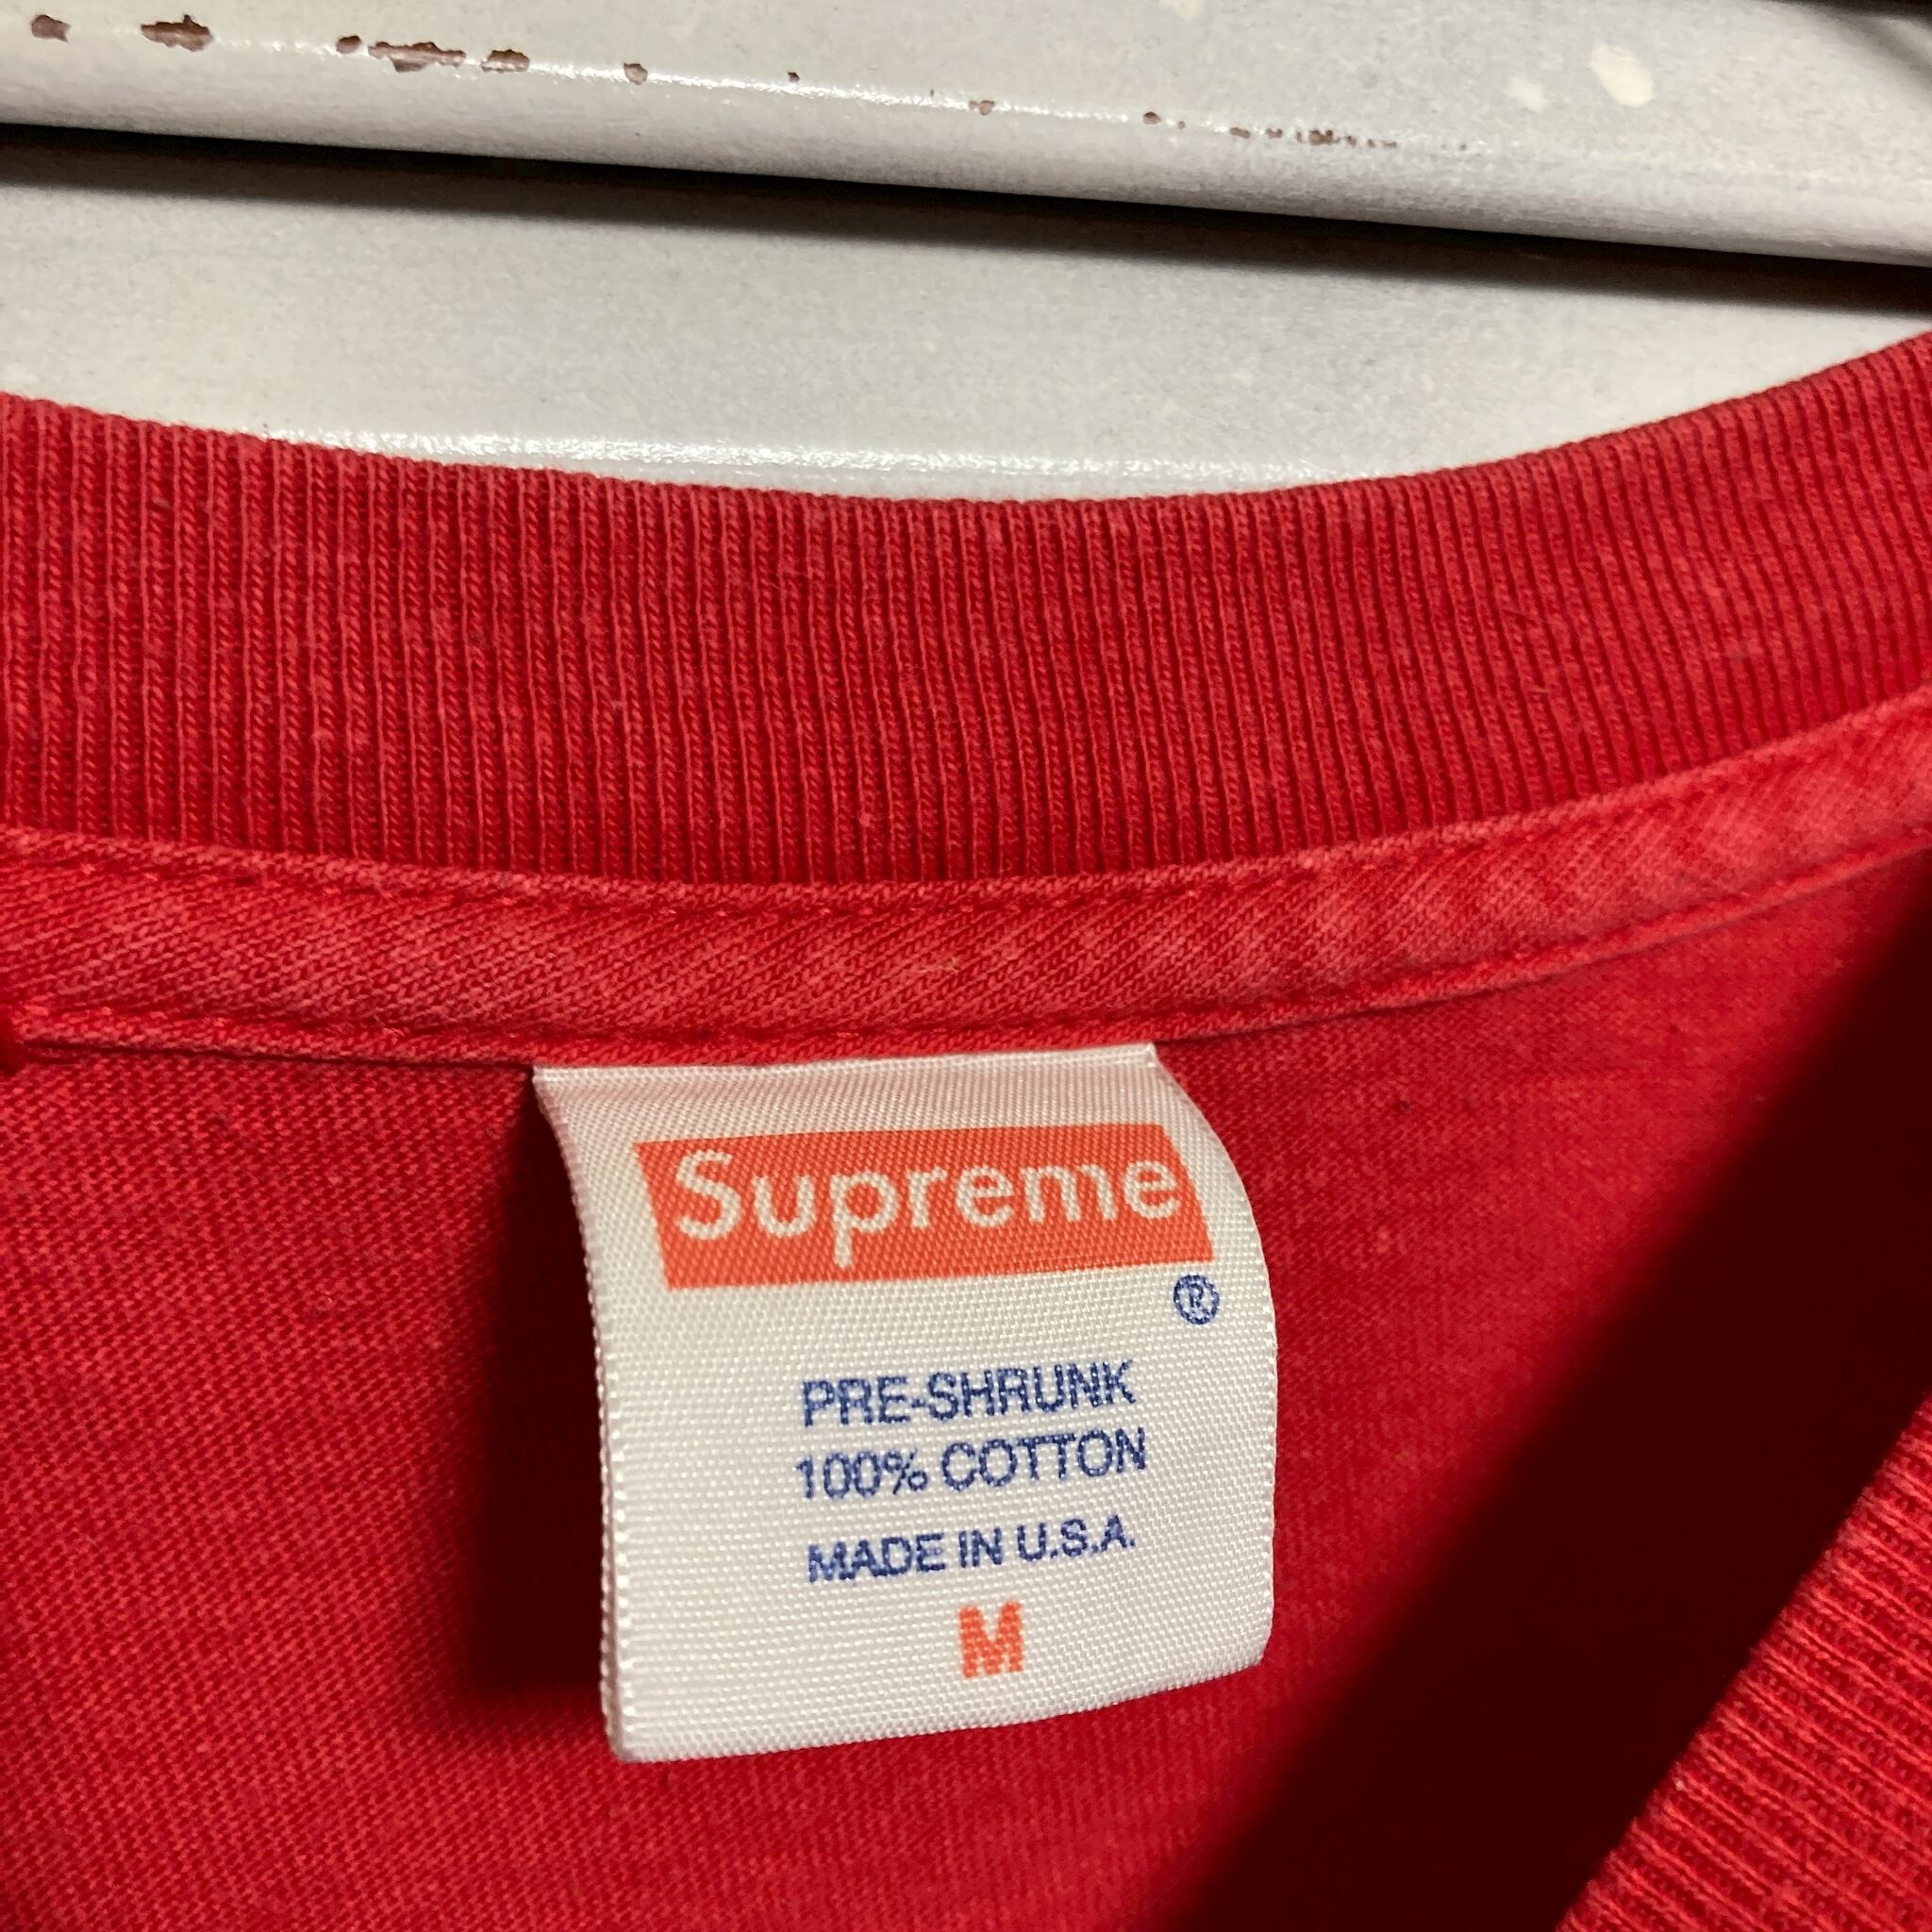 Supreme
®
PRE-SHRUNK
100% COTTON
MADE IN U.S.A.
M